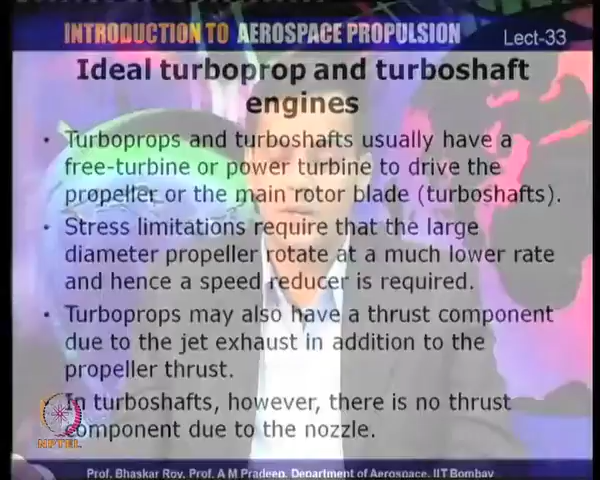 INTRODUCTION TO AEROSPACE PROPULSION
Lect-33
Ideal turboprop and turboshaft
engines
• Turboprops and turboshafts usually have a
free-turbine or power turbine to drive the
propeller or the main rotor blade (turboshafts).
• Stress limitations require that the large
diameter propeller rotate at a much lower rate
and hence a speed reducer is required.
• Turboprops may also have a thrust component
due to the jet exhaust in addition to the
propeller thrust.
• In turboshafts, however, there is no thrust
component due to the nozzle.
NPTEL
Prof. Bhaskar Roy, Prof. A M Pradeep, Department of Aerospace, IIT Bombay